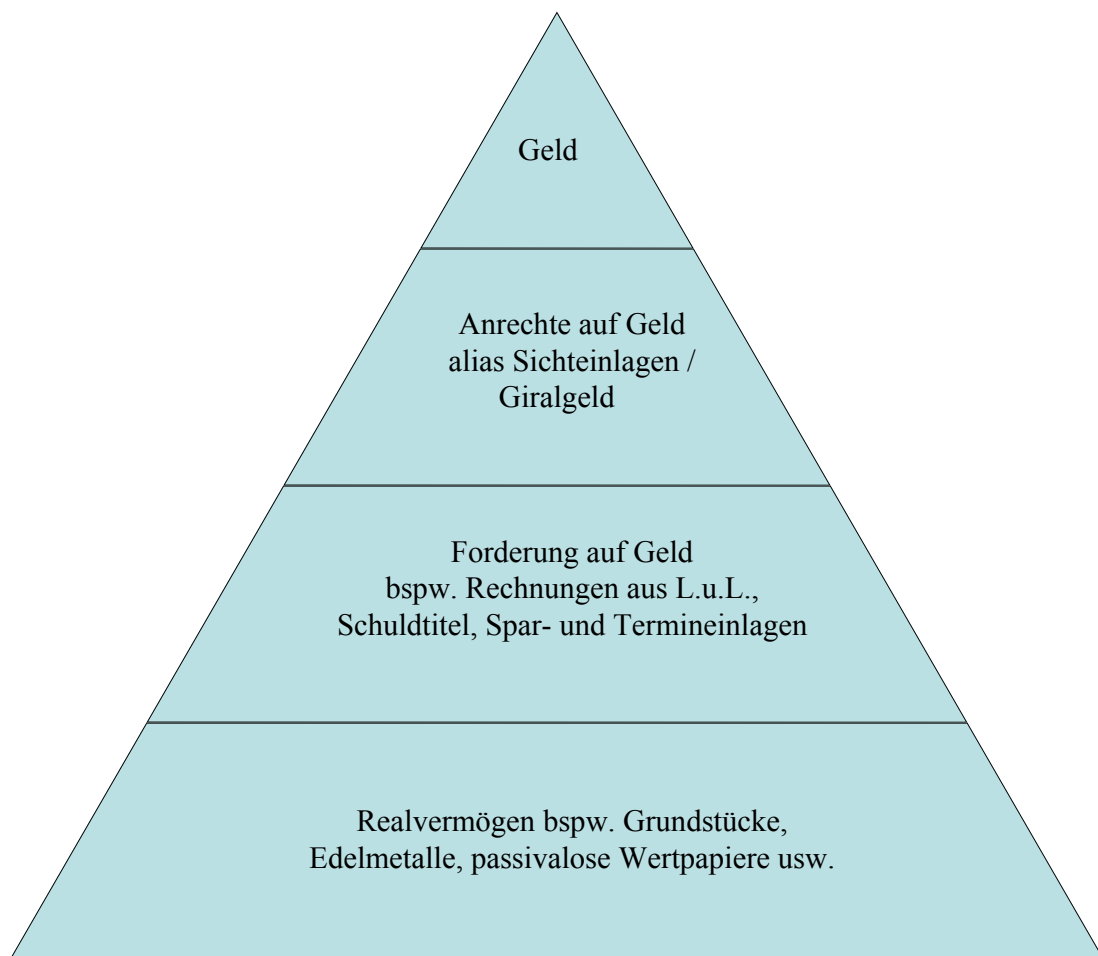 Geld
Anrechte auf Geld
alias Sichteinlagen /
Giralgeld
Forderung auf Geld
bspw. Rechnungen aus L.u.L.,
Schuldtitel, Spar- und Termineinlagen
Realvermögen bspw. Grundstücke,
Edelmetalle, passivalose Wertpapiere usw.